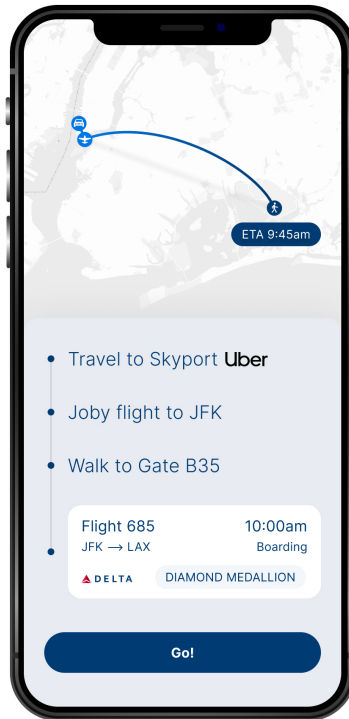 ETA 9:45am
Travel to Skyport Uber
Joby flight to JFK
Walk to Gate B35
Flight 685 10:00am
JFK → LAX Boarding
DELTA DIAMOND MEDALLION
Go!